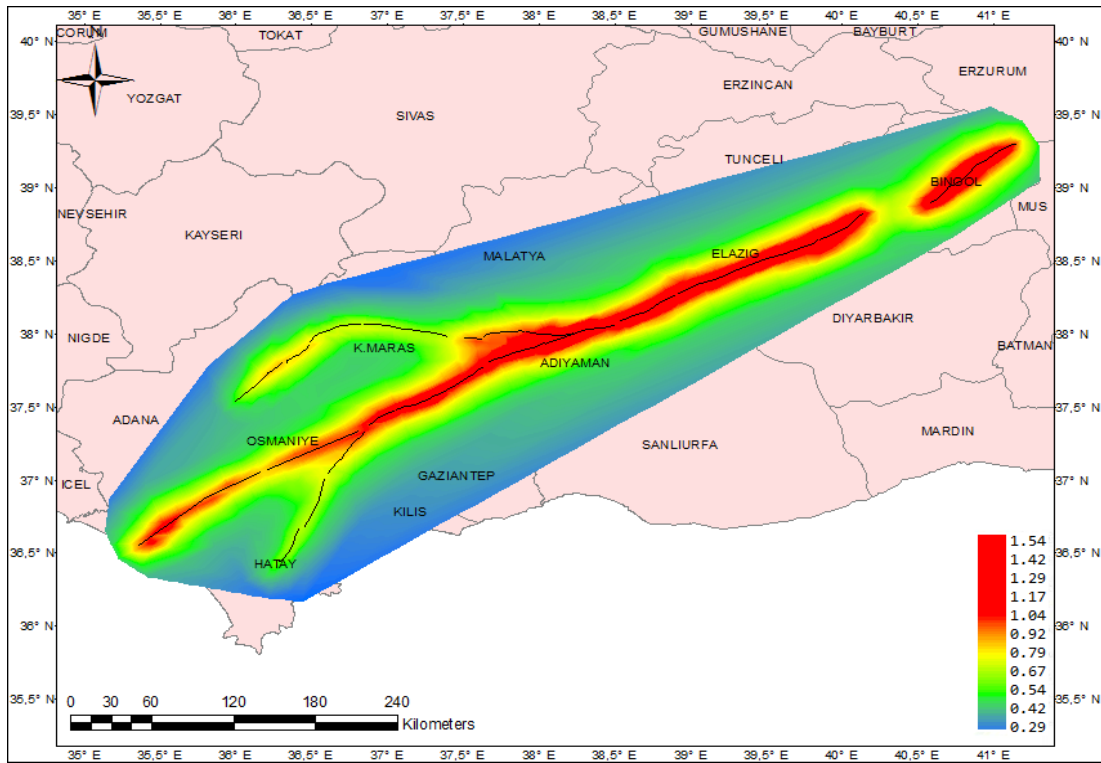 35° E 35,5° E 36° E 36,5° E 37° E 37,5° E 38° E 38,5° E 39° E 39,5° E 40° E 40,5° E 41° E
N
40° N CORUM TOKAT GUMUSHANE BAYBURT 40° N
ERZURUM
YOZGAT ERZINCAN
39,5° N SIVAS 39,5° N
TUNCELI
39° N BINGOL 39° N
NEVSEHIR MUS
KAYSERI
38,5° N MALATYA ELAZIG 38,5° N
DIYARBAKIR
38° N NIGDE K.MARAS BATMAN 38° N
ADIYAMAN
37,5° N ADANA 37,5° N
OSMANIYE SANLIURFA MARDIN
37° N ICEL GAZIANTEP 37° N
KILIS
36,5° N HATAY 36,5° N
1.54
1.42
1.29
1.17
1.04
36° N 0.92 36° N
0.79
0.67
0.54
35,5° N 0.42 35,5° N
0.29
0 30 60 120 180 240
Kilometers
35° E 35,5° E 36° E 36,5° E 37° E 37,5° E 38° E 38,5° E 39° E 39,5° E 40° E 40,5° E 41° E